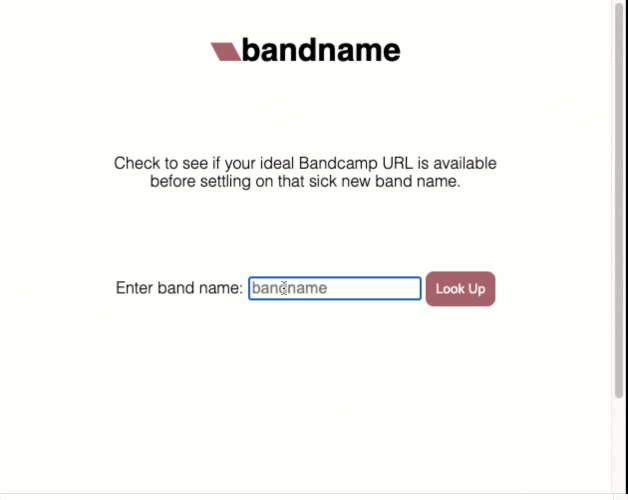 bandname
Check to see if your ideal Bandcamp URL is available
before settling on that sick new band name.
Enter band name: bandname Look Up